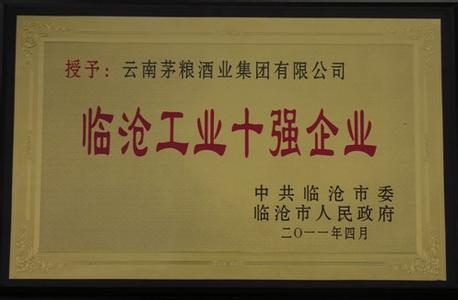 授予：云南茅粮酒业集团有限公司
临沧工业十强企业
中共临沧市委
临沧市人民政府
二〇一一年四月